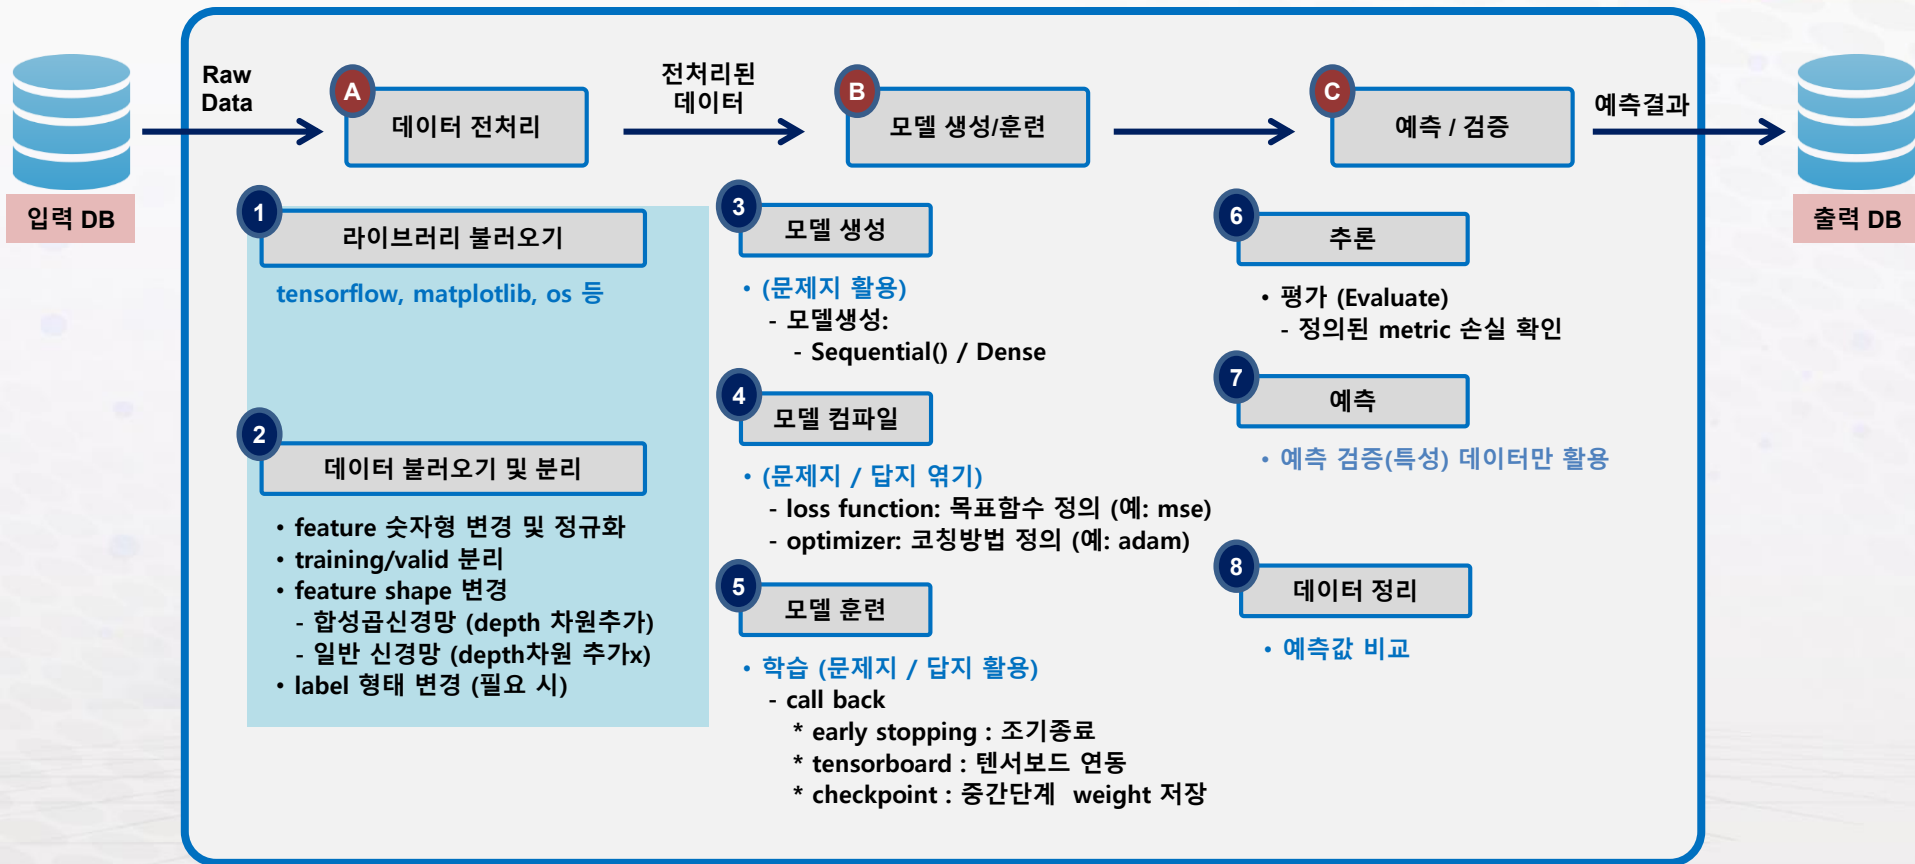 입력 DB
Raw
Data
A
데이터 전처리
전처리된
데이터
B
모델 생성/훈련
C
예측 / 검증
예측결과
출력 DB
1
라이브러리 불러오기
tensorflow, matplotlib, os 등
2
데이터 불러오기 및 분리
• feature 숫자형 변경 및 정규화
• training/valid 분리
• feature shape 변경
- 합성곱신경망 (depth 차원추가)
- 일반 신경망 (depth차원 추가x)
• label 형태 변경 (필요 시)
3
모델 생성
• (문제지 활용)
- 모델생성:
- Sequential() / Dense
4
모델 컴파일
• (문제지 / 답지 엮기)
- loss function: 목표함수 정의 (예: mse)
- optimizer: 코칭방법 정의 (예: adam)
5
모델 훈련
• 학습 (문제지 / 답지 활용)
- call back
* early stopping : 조기종료
* tensorboard : 텐서보드 연동
* checkpoint : 중간단계 weight 저장
6
추론
• 평가 (Evaluate)
- 정의된 metric 손실 확인
7
예측
• 예측 검증(특성) 데이터만 활용
8
데이터 정리
• 예측값 비교